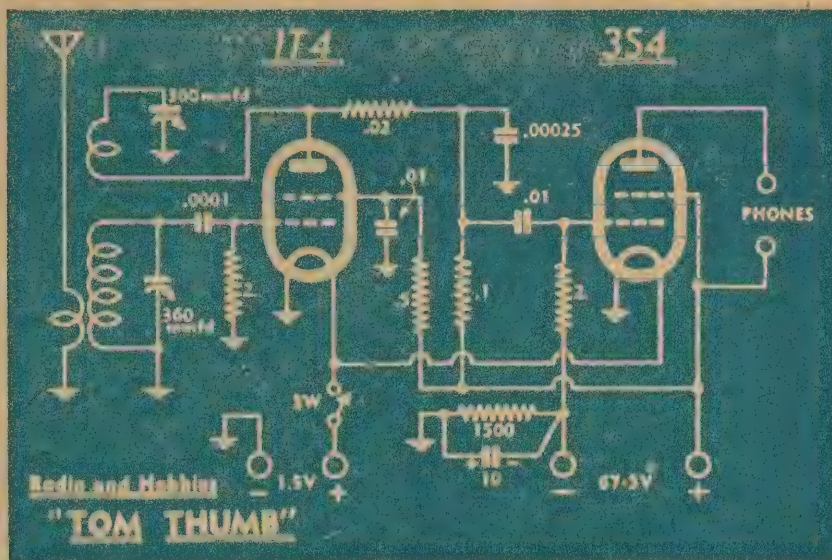 1T4
3S4
360 mmfd
.02
.00025
.0001
.01
.01
PHONES
2
360
mmfd
.5
.1
2
SW
1500
10
- 1.5V +
- 67.5V +
Radio and Hobbies
"TOM THUMB"